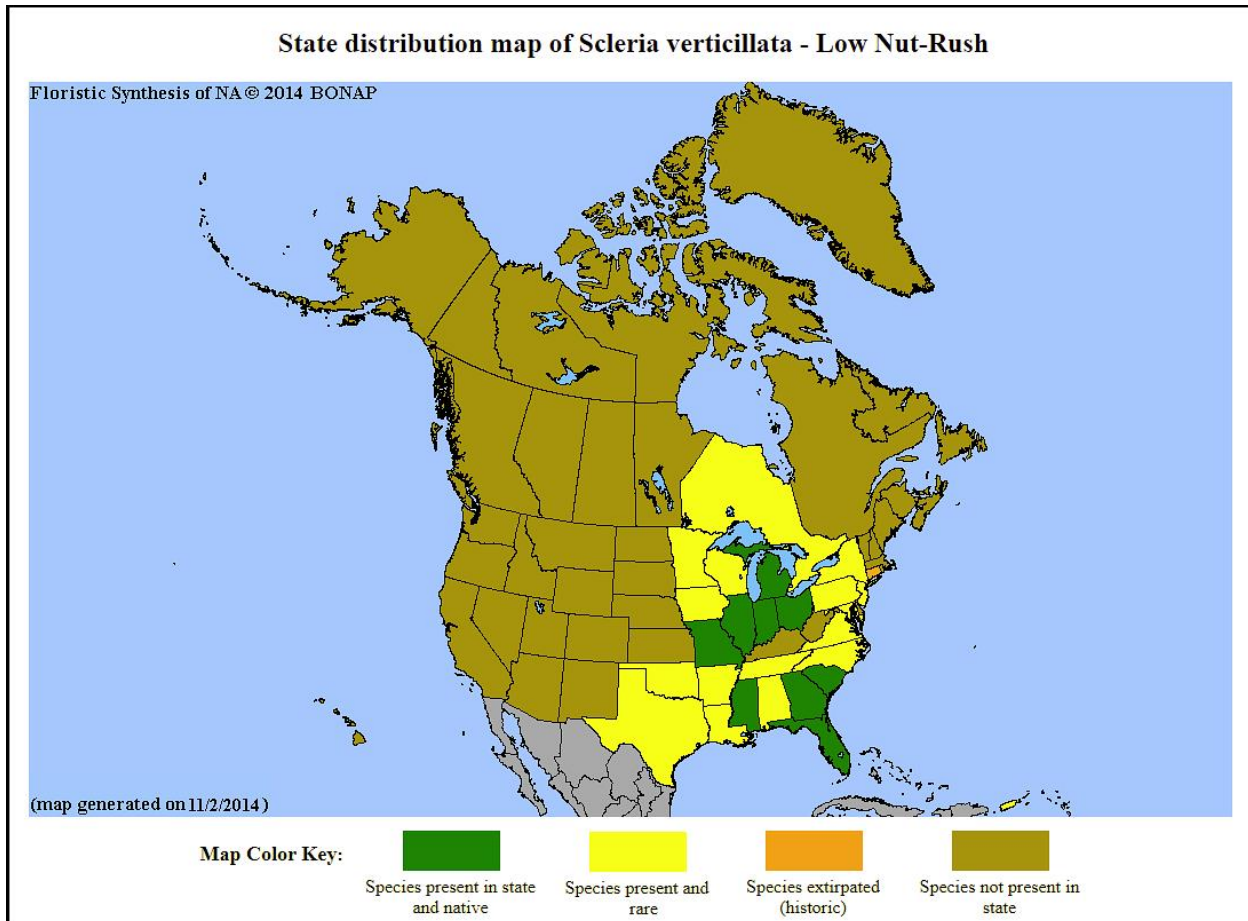 State distribution map of Scleria verticillata - Low Nut-Rush
Floristic Synthesis of NA © 2014 BONAP
(map generated on 11/2/2014 )
Map Color Key:
Species present in state
and native
Species present and
rare
Species extirpated
(historic)
Species not present in
state